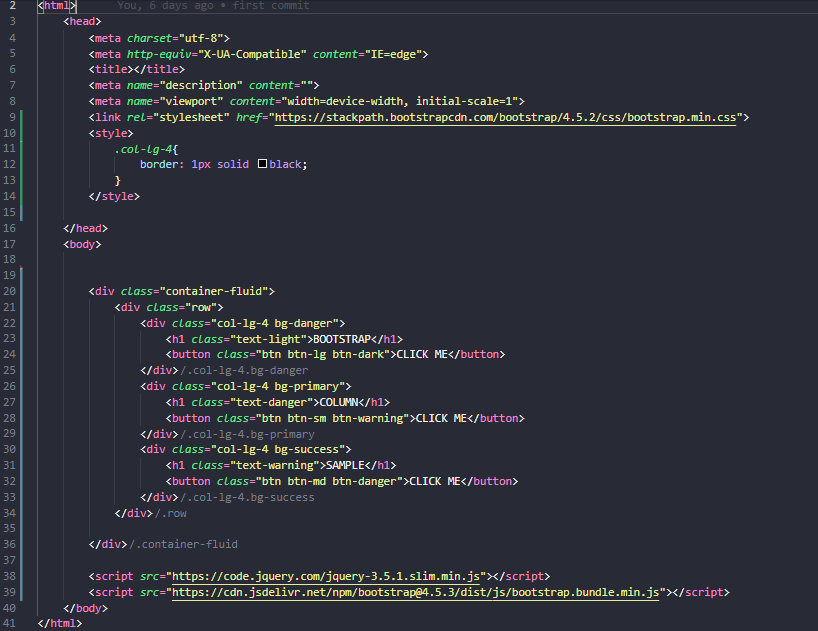 2 <html> You, 6 days ago • first commit
3 <head>
4 <meta charset="utf-8">
5 <meta http-equiv="X-UA-Compatible" content="IE=edge">
6 <title></title>
7 <meta name="description" content="">
8 <meta name="viewport" content="width=device-width, initial-scale=1">
9 <link rel="stylesheet" href="https://stackpath.bootstrapcdn.com/bootstrap/4.5.2/css/bootstrap.min.css">
10 <style>
11 .col-lg-4{
12 border: 1px solid black;
13 }
14 </style>
15
16 </head>
17 <body>
18
19
20 <div class="container-fluid">
21 <div class="row">
22 <div class="col-lg-4 bg-danger">
23 <h1 class="text-light">BOOTSTRAP</h1>
24 <button class="btn btn-lg btn-dark">CLICK ME</button>
25 </div>/.col-lg-4.bg-danger
26 <div class="col-lg-4 bg-primary">
27 <h1 class="text-danger">COLUMN</h1>
28 <button class="btn btn-sm btn-warning">CLICK ME</button>
29 </div>/.col-lg-4.bg-primary
30 <div class="col-lg-4 bg-success">
31 <h1 class="text-warning">SAMPLE</h1>
32 <button class="btn btn-md btn-danger">CLICK ME</button>
33 </div>/.col-lg-4.bg-success
34 </div>/.row
35
36 </div>/.container-fluid
37
38 <script src="https://code.jquery.com/jquery-3.5.1.slim.min.js"></script>
39 <script src="https://cdn.jsdelivr.net/npm/bootstrap@4.5.3/dist/js/bootstrap.bundle.min.js"></script>
40 </body>
41 </html>